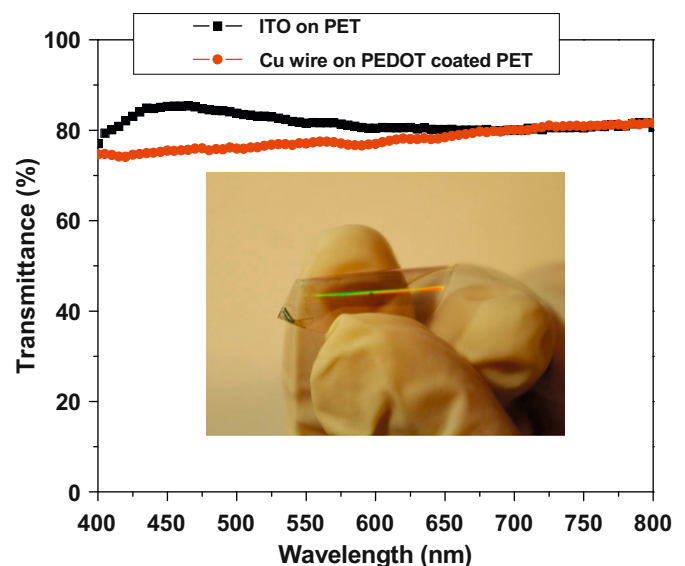 ITO on PET
Cu wire on PEDOT coated PET
100
80
60
40
20
0
Transmittance (%)
400 450 500 550 600 650 700 750 800
Wavelength (nm)